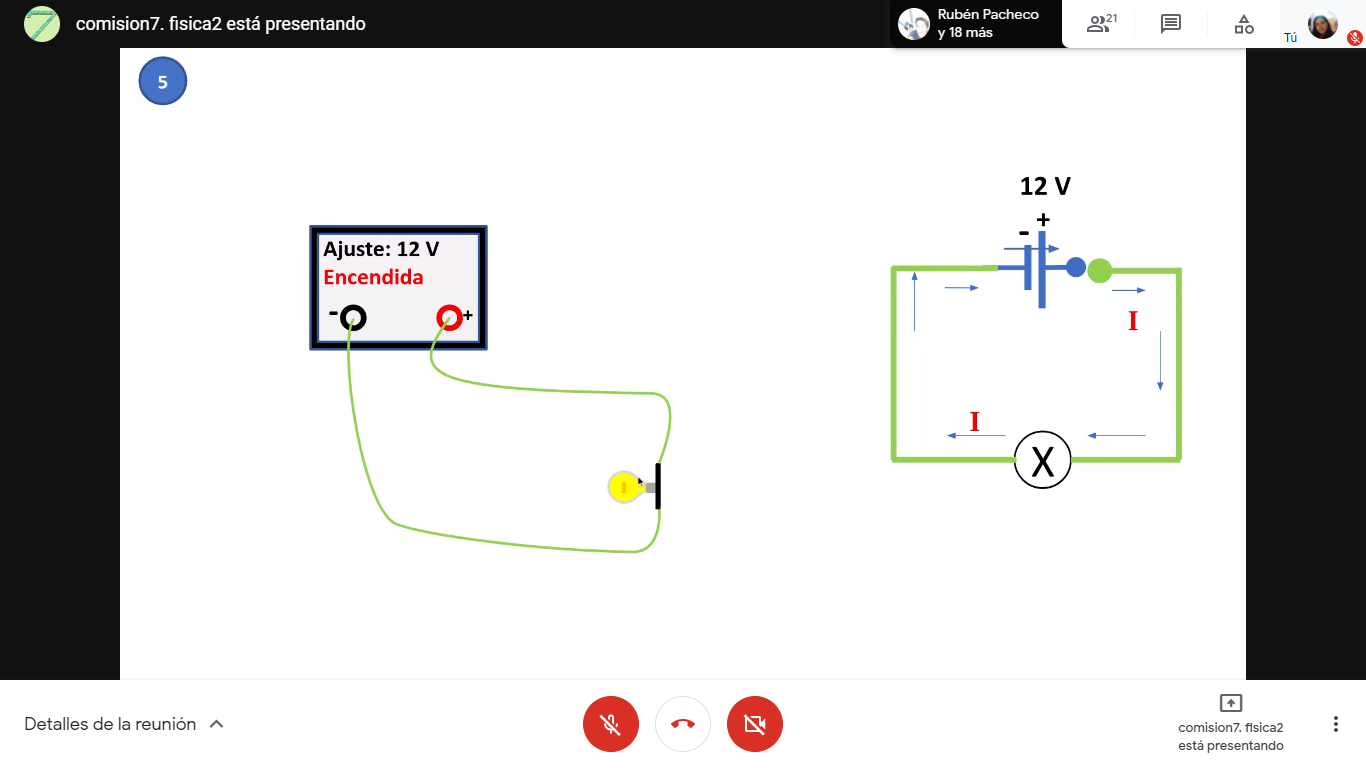 comision7. fisica2 está presentando
Rubén Pacheco
y 18 más
21
Tú
5
12 V
+
-
Ajuste: 12 V
Encendida
-
+
I
I
X
Detalles de la reunión
comision7. fisica2
está presentando